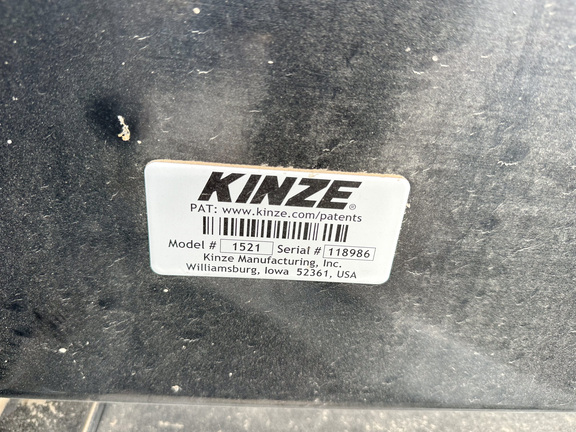 KINZE®
PAT: www.kinze.com/patents
Model # 1521 Serial # 118986
Kinze Manufacturing, Inc.
Williamsburg, Iowa 52361, USA